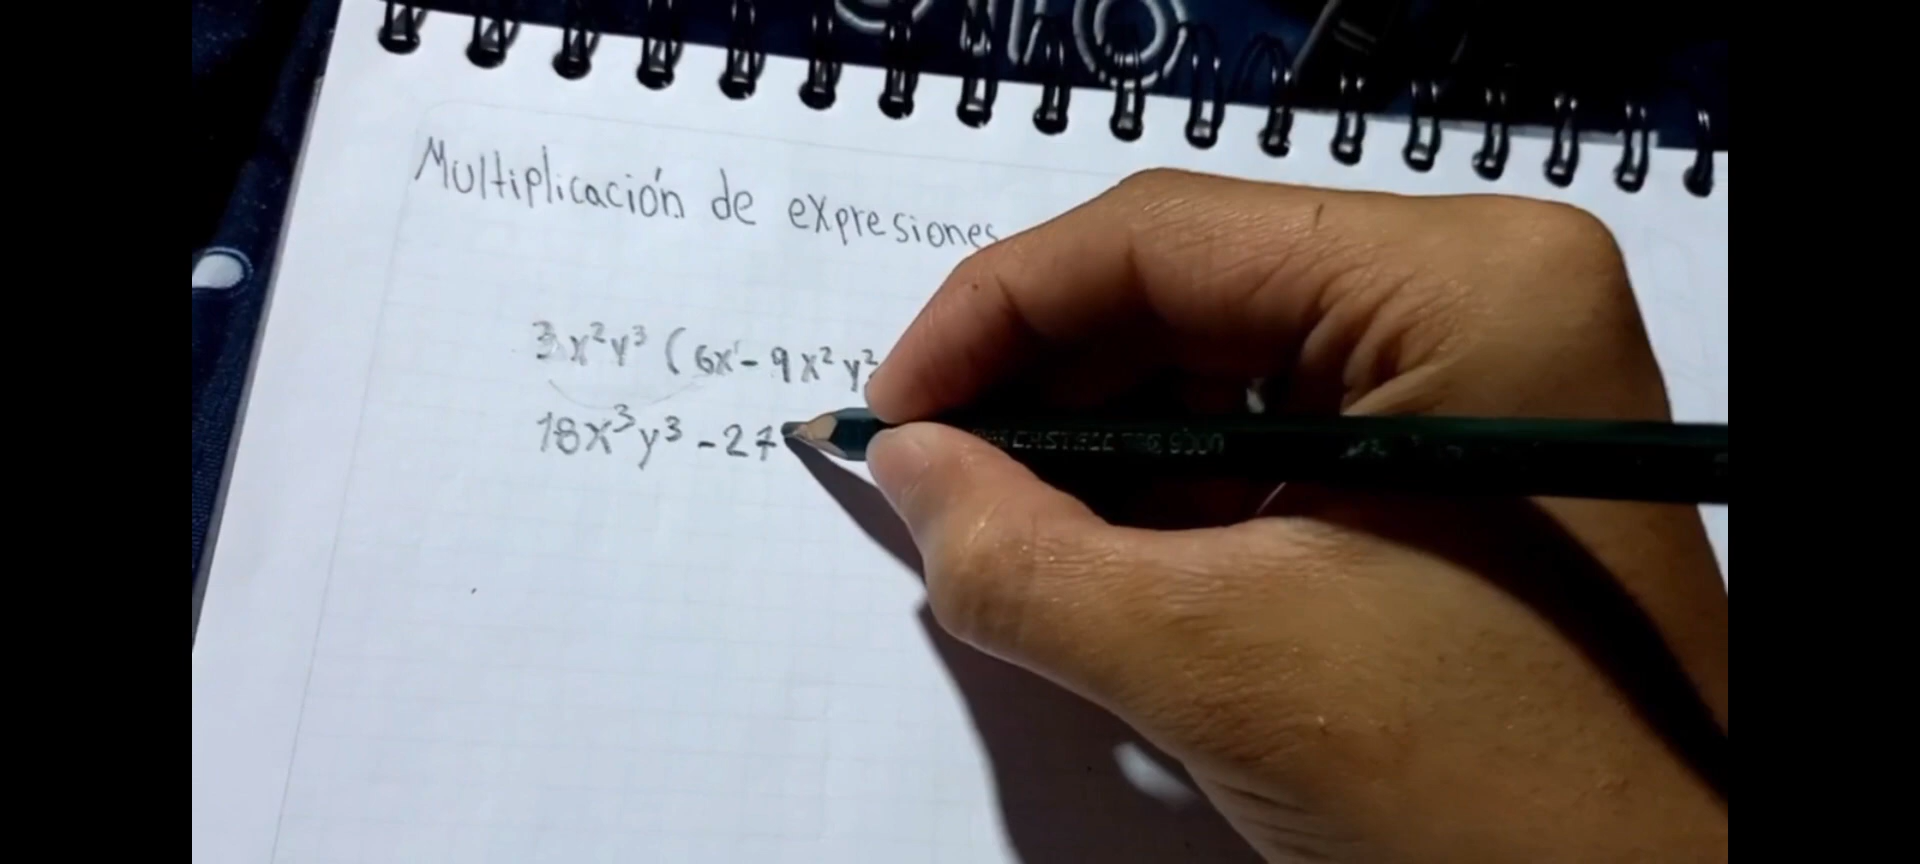 Multiplicación de expresiones
3x²y³ (6x¹- 9x²y²
18x³y³ -27